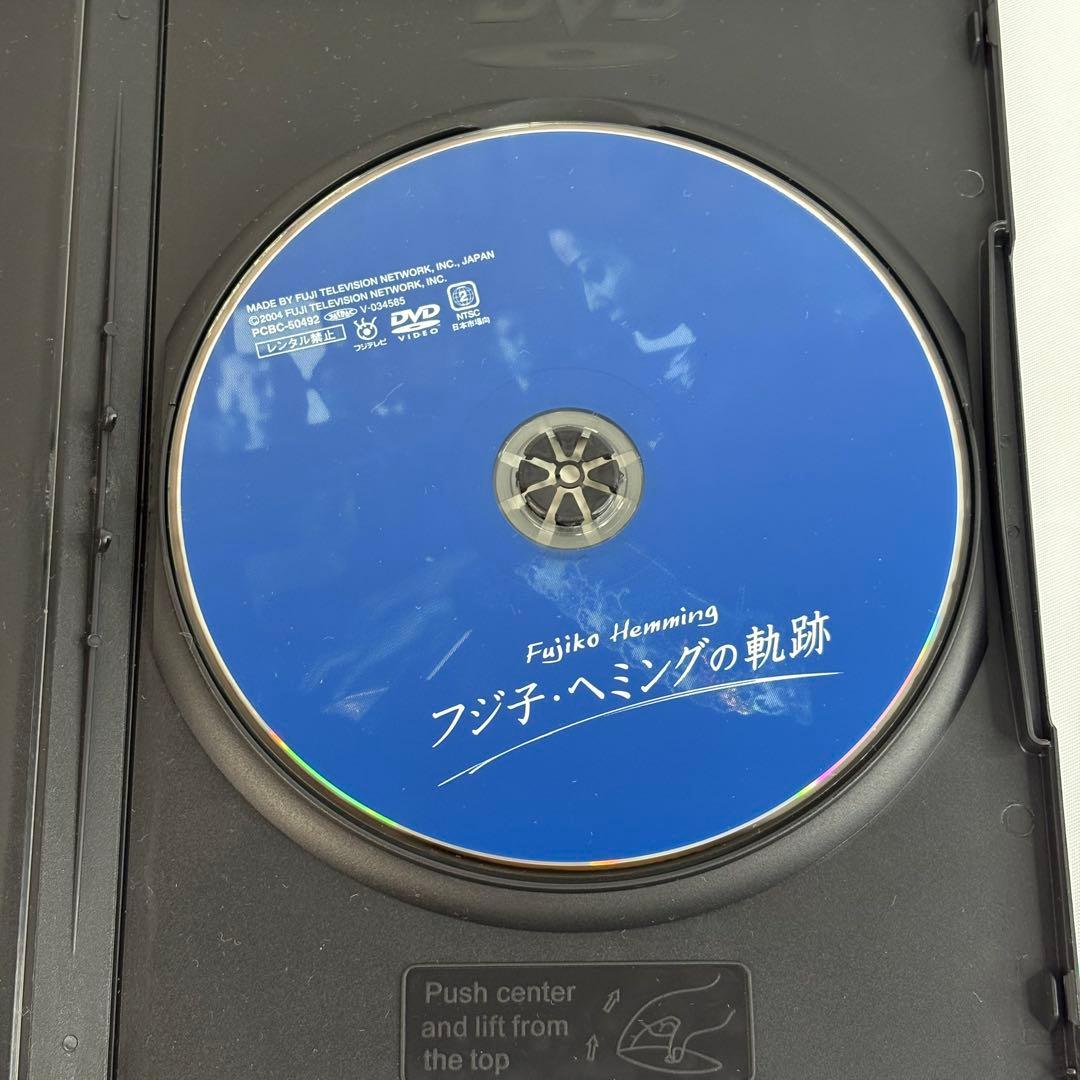 DVD
MADE BY FUJI TELEVISION NETWORK, INC., JAPAN
©2004 FUJI TELEVISION NETWORK, INC.
PCBC-50492 V-034585
レンタル禁止
フジテレビ
DVD
VIDEO
2
NTSC
日本市場向
Fujiko Hemming
フジ子・ヘミングの軌跡
Push center
and lift from
the top